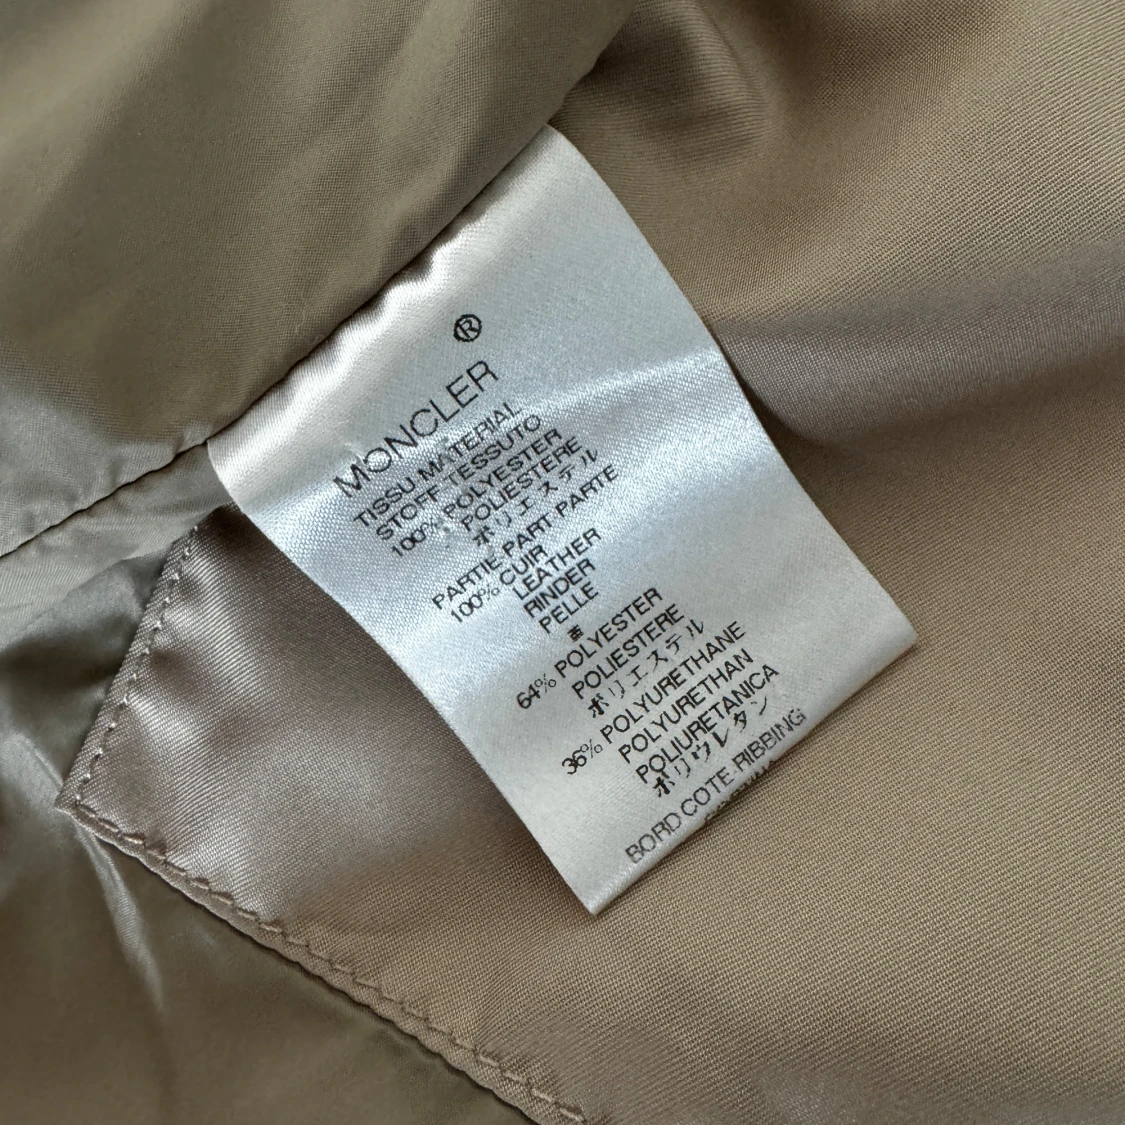 ®
MONCLER
TISSU MATERIAL
STOFF TESSUTO
100% POLYESTER
POLIESTERE
ポリエステル
PARTIE-PART PARTE
100% CUIR
LEATHER
RINDER
PELLE
64% POLYESTER
POLIESTERE
ポリエステル
36% POLYURETHANE
POLYURETHAN
POLIURETANICA
ポリウレタン
BORD COTE-RIBBING